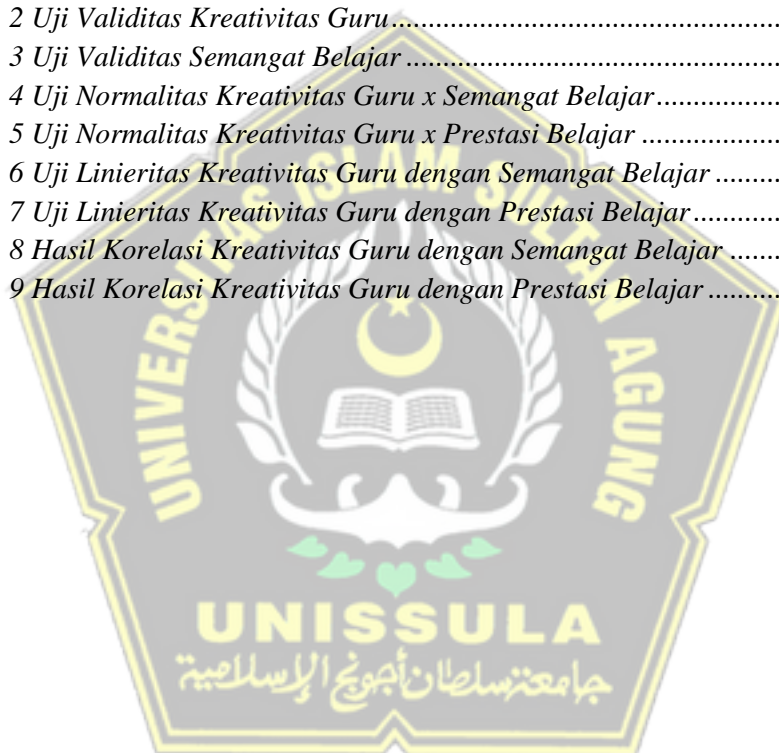 2 Uji Validitas Kreativitas Guru.......................................................
3 Uji Validitas Semangat Belajar.....................................................
4 Uji Normalitas Kreativitas Guru x Semangat Belajar.................
5 Uji Normalitas Kreativitas Guru x Prestasi Belajar...................
6 Uji Linieritas Kreativitas Guru dengan Semangat Belajar..........
7 Uji Linieritas Kreativitas Guru dengan Prestasi Belajar.............
8 Hasil Korelasi Kreativitas Guru dengan Semangat Belajar.......
9 Hasil Korelasi Kreativitas Guru dengan Prestasi Belajar..........
UNIVERSITAS ISLAM SULTAN AGUNG
UNISSULA
جامعتنسلطان أجونج الإسلامية